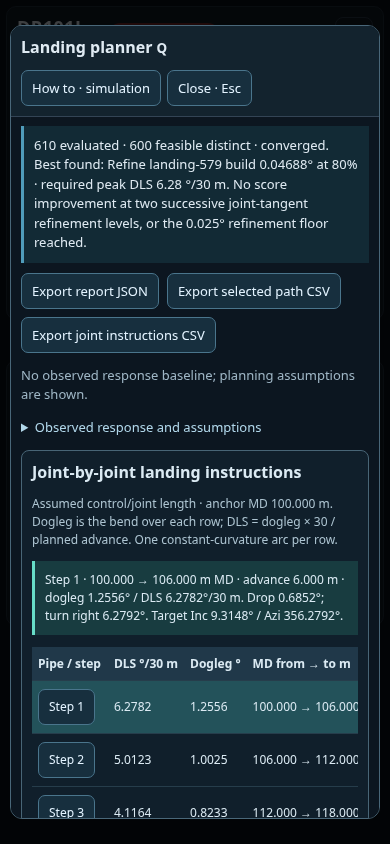 Landing planner Q
How to · simulation
Close · Esc
610 evaluated · 600 feasible distinct · converged.
Best found: Refine landing-579 build 0.04688° at 80%
· required peak DLS 6.28 °/30 m. No score
improvement at two successive joint-tangent
refinement levels, or the 0.025° refinement floor
reached.
Export report JSON
Export selected path CSV
Export joint instructions CSV
No observed response baseline; planning assumptions
are shown.
▶ Observed response and assumptions
Joint-by-joint landing instructions
Assumed control/joint length · anchor MD 100.000 m.
Dogleg is the bend over each row; DLS = dogleg × 30 /
planned advance. One constant-curvature arc per row.
Step 1 · 100.000 → 106.000 m MD · advance 6.000 m ·
dogleg 1.2556° / DLS 6.2782°/30 m. Drop 0.6852°;
turn right 6.2792°. Target Inc 9.3148° / Azi 356.2792°.
Pipe / step DLS °/30 m Dogleg ° MD from → to m
Step 1 6.2782 1.2556 100.000 → 106.000
Step 2 5.0123 1.0025 106.000 → 112.000
Step 3 4.1164 0.8233 112.000 → 118.000